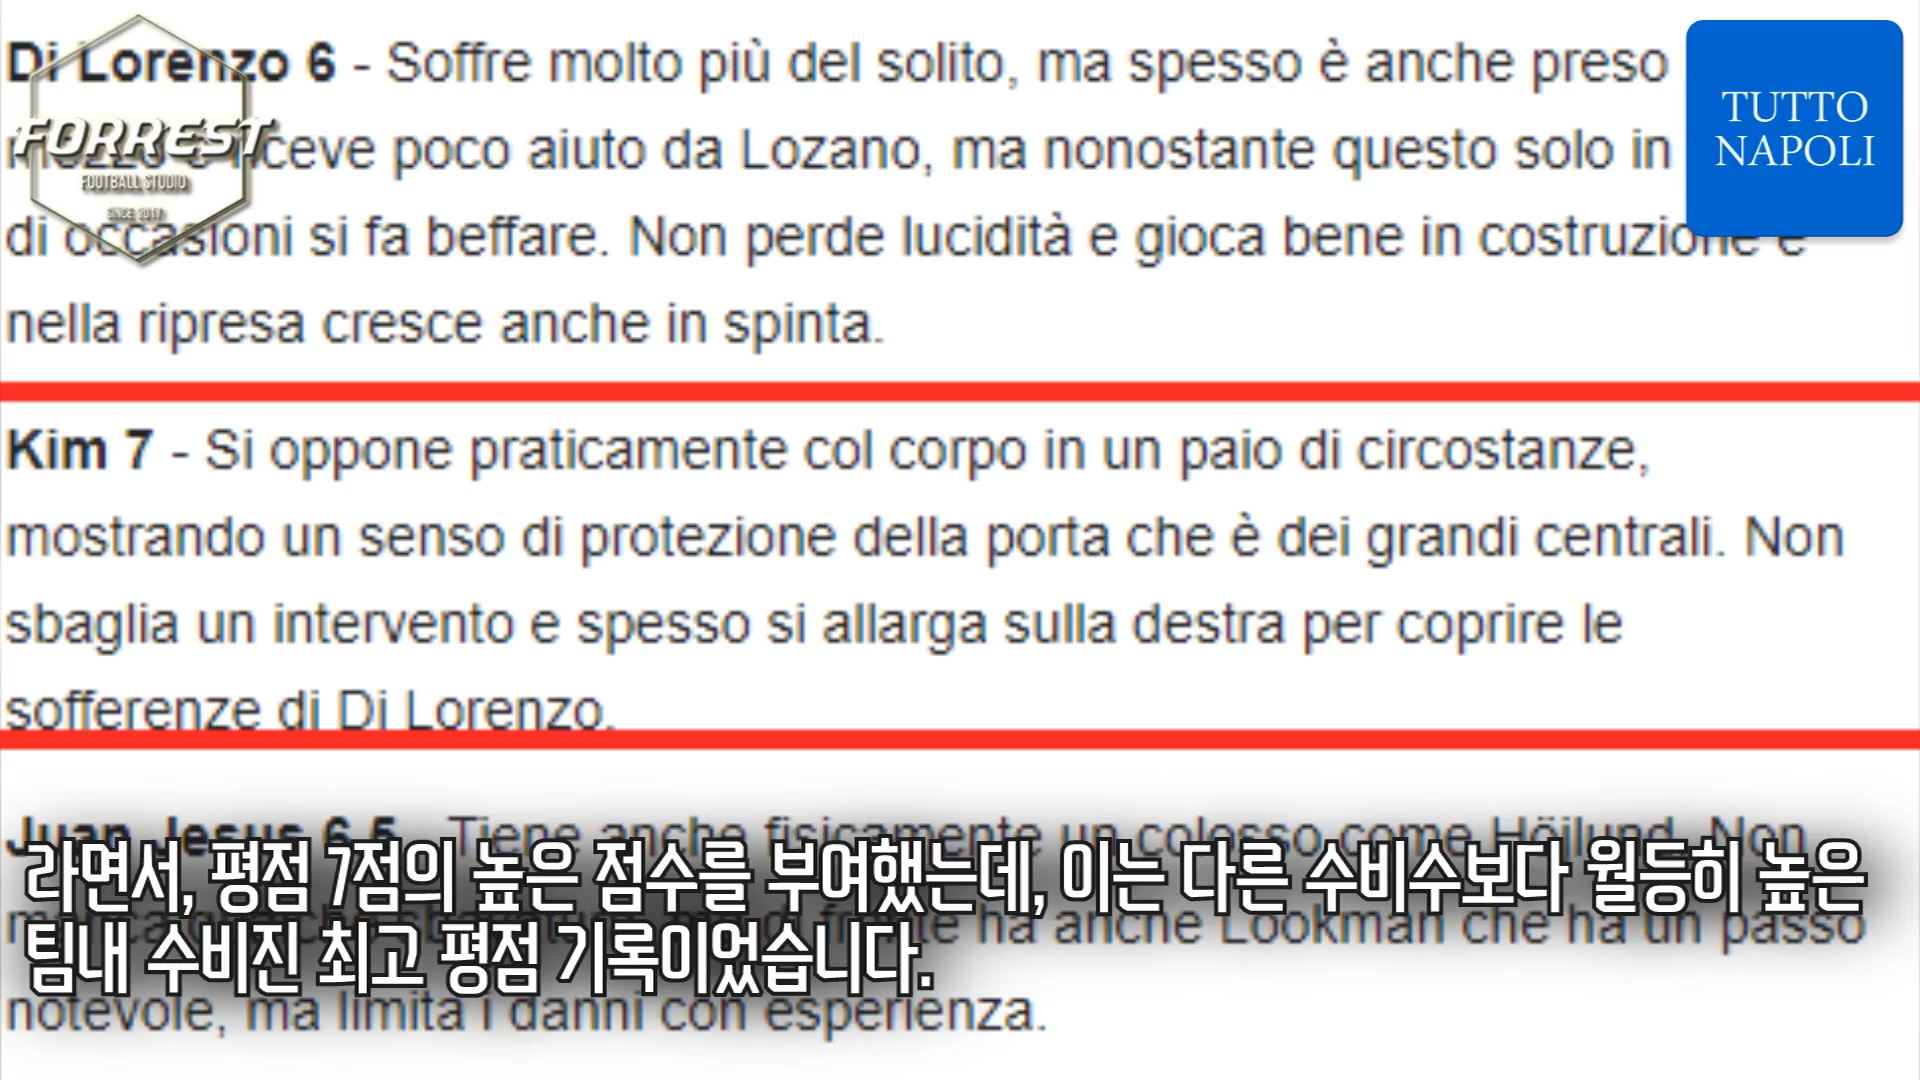 Di Lorenzo 6 - Soffre molto più del solito, ma spesso è anche preso
FORREST
FOOTBALL STUDIO
SINCE 2017
TUTTO
NAPOLI
riceve poco aiuto da Lozano, ma nonostante questo solo in
di occasioni si fa beffare. Non perde lucidità e gioca bene in costruzione e
nella ripresa cresce anche in spinta.
Kim 7 - Si oppone praticamente col corpo in un paio di circostanze,
mostrando un senso di protezione della porta che è dei grandi centrali. Non
sbaglia un intervento e spesso si allarga sulla destra per coprire le
sofferenze di Di Lorenzo.
Juan Jesus 6,5 - Tiene anche fisicamente un colosso come Höjlund. Non
라면서, 평점 7점의 높은 점수를 부여했는데, 이는 다른 수비수보다 월등히 높은
ha anche Lookman che ha un passo
팀내 수비진 최고 평점 기록이었습니다.
notevole, ma limita i danni con esperienza.